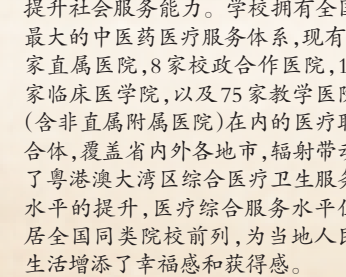 提升社会服务能力。学校拥有全国
最大的中医药医疗服务体系,现有
家直属医院,8家校政合作医院,1
家临床医学院,以及75家教学医院
(含非直属附属医院)在内的医疗联
合体,覆盖省内外各地市,辐射带动
了粤港澳大湾区综合医疗卫生服务
水平的提升,医疗综合服务水平位
居全国同类院校前列,为当地人民
生活增添了幸福感和获得感。